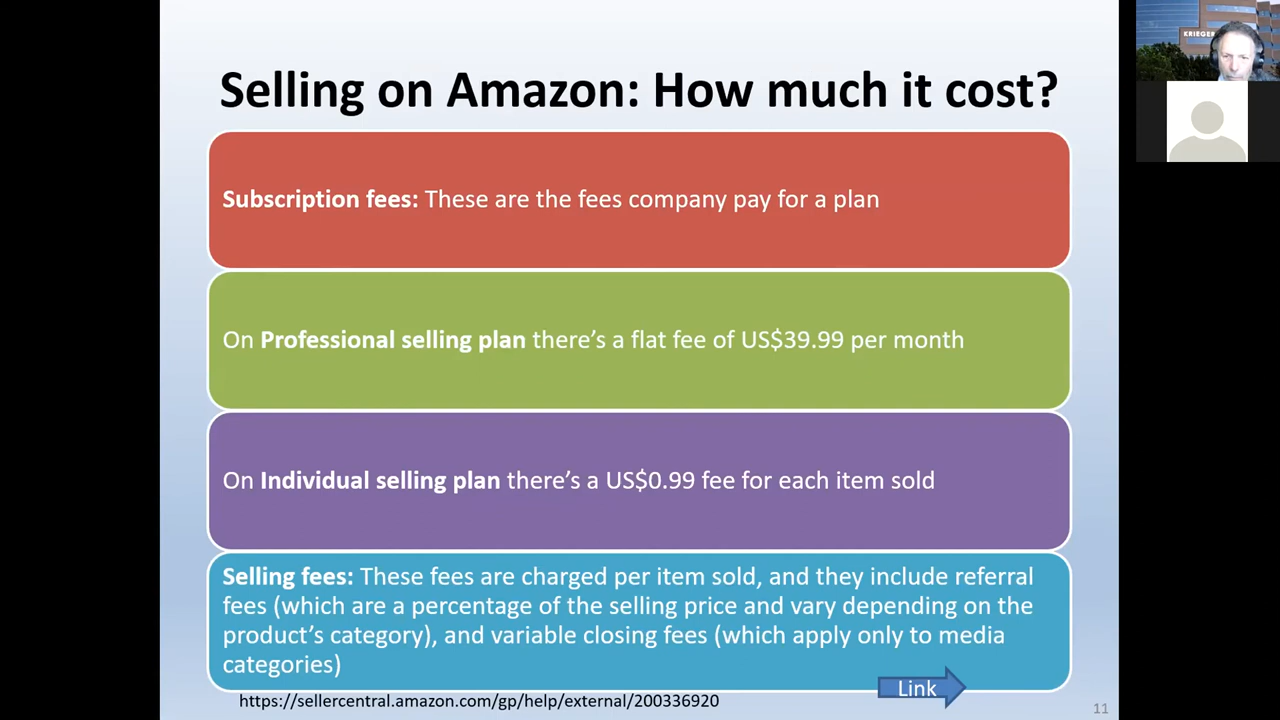 Selling on Amazon: How much it cost?
KRIEGER
Subscription fees: These are the fees company pay for a plan
On Professional selling plan there's a flat fee of US$39.99 per month
On Individual selling plan there's a US$0.99 fee for each item sold
Selling fees: These fees are charged per item sold, and they include referral
fees (which are a percentage of the selling price and vary depending on the
product's category), and variable closing fees (which apply only to media
categories)
Link
https://sellercentral.amazon.com/gp/help/external/200336920
11